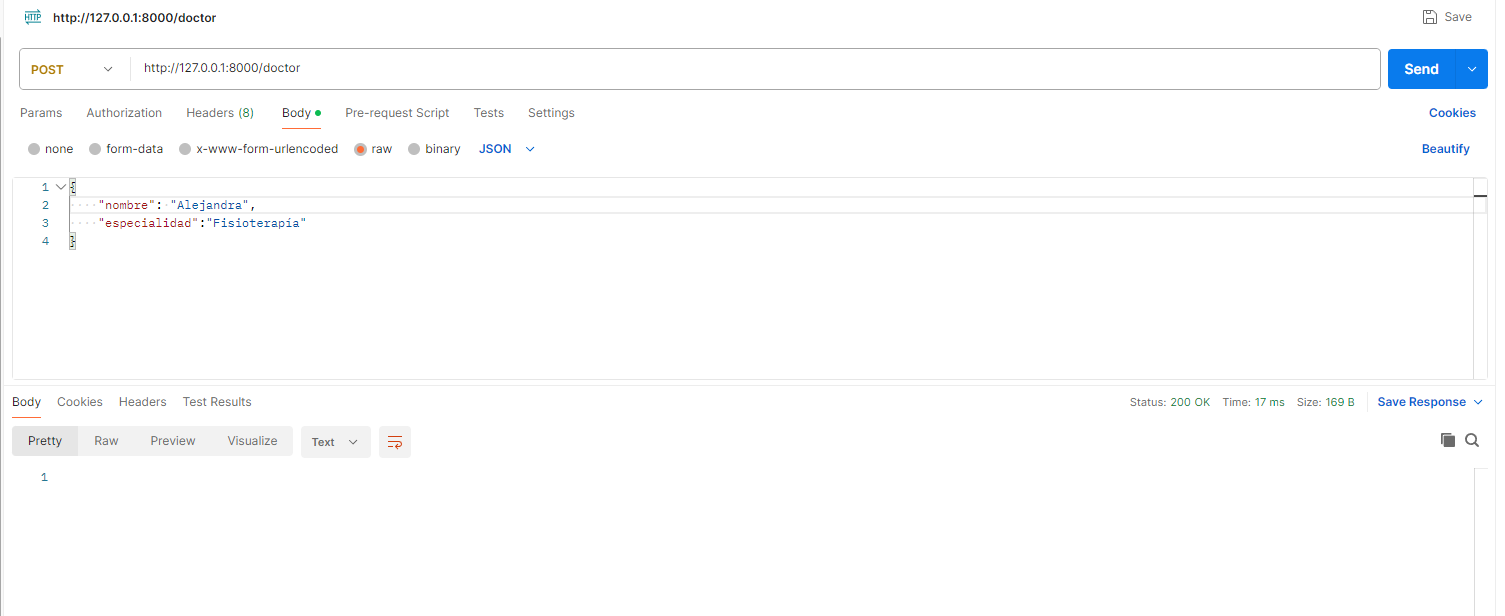 HTTP http://127.0.0.1:8000/doctor Save
POST http://127.0.0.1:8000/doctor Send
Params Authorization Headers (8) Body Pre-request Script Tests Settings Cookies
none form-data x-www-form-urlencoded raw binary JSON Beautify
1 {
2 "nombre": "Alejandra",
3 "especialidad":"Fisioterapía"
4 }
Body Cookies Headers Test Results Status: 200 OK Time: 17 ms Size: 169 B Save Response
Pretty Raw Preview Visualize Text
1